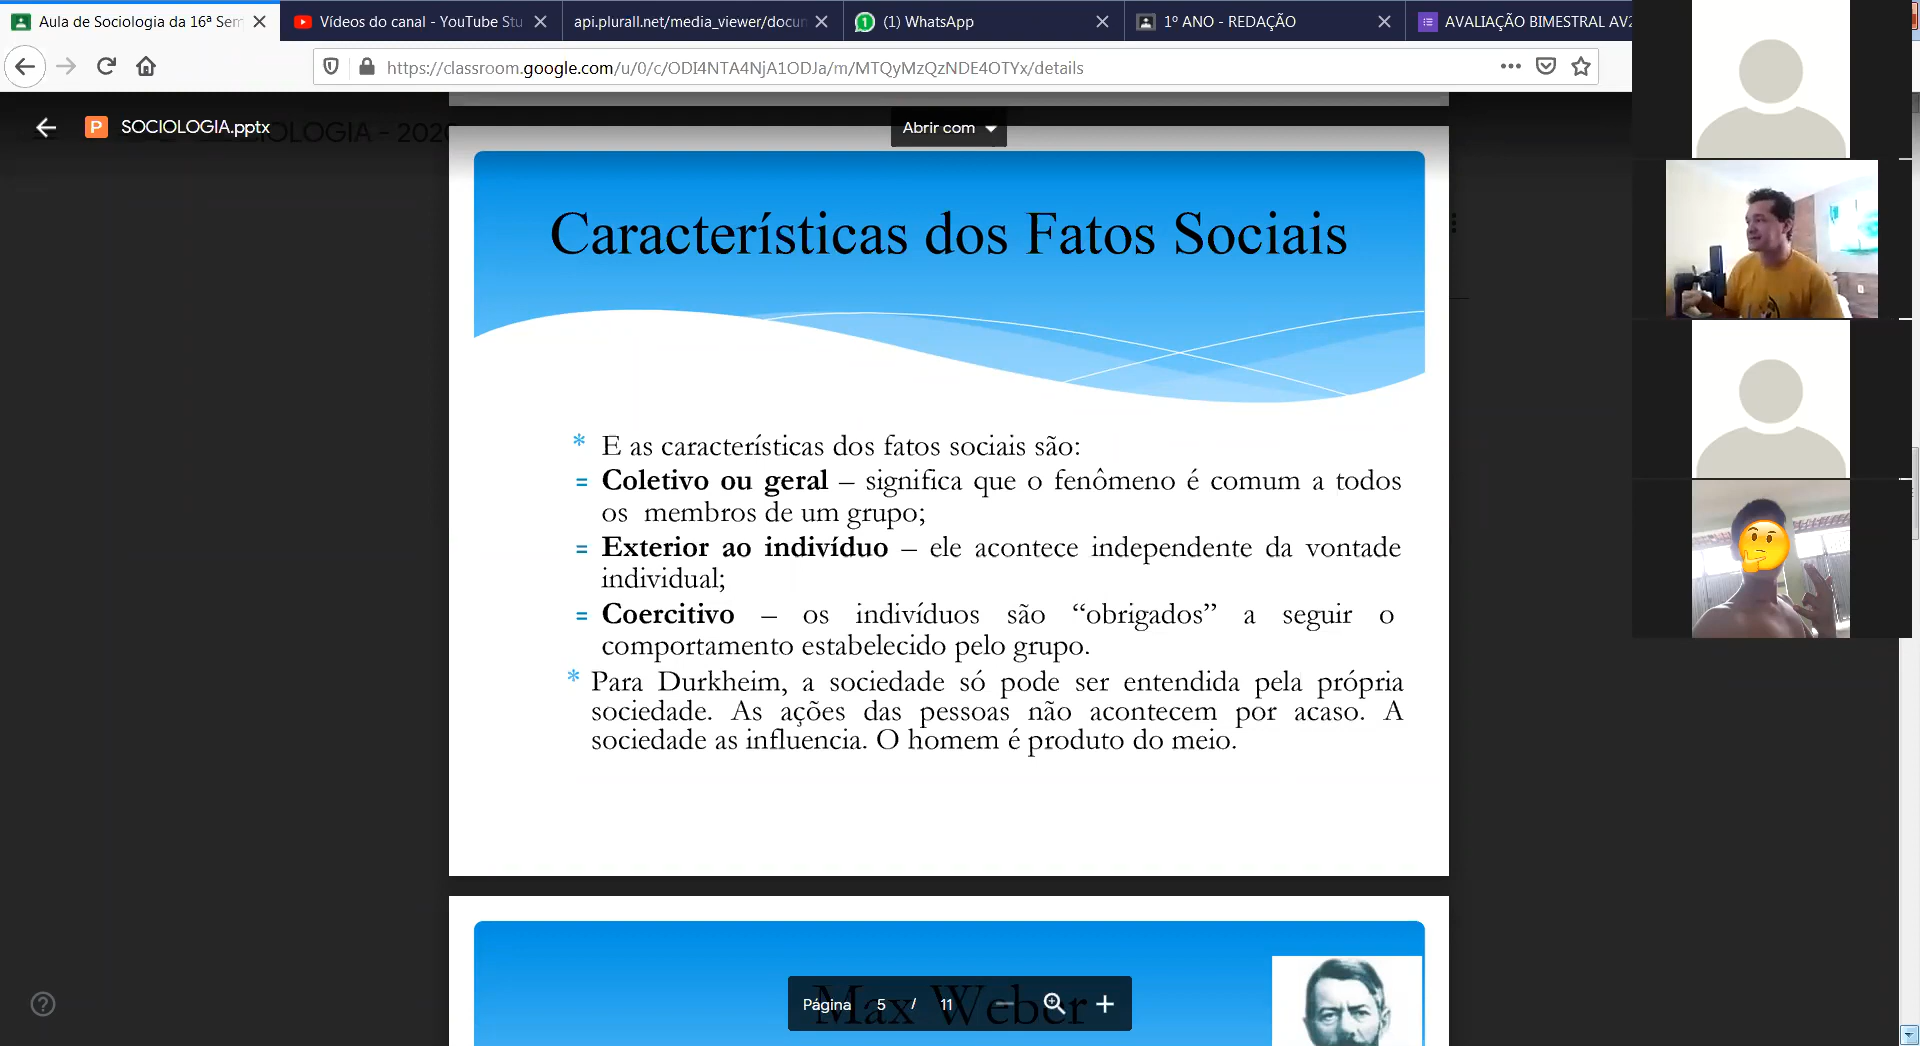 Aula de Sociologia da 16ª Sem
Vídeos do canal - YouTube Stu
api.plurall.net/media_viewer/docu
(1) WhatsApp
1º ANO - REDAÇÃO
AVALIAÇÃO BIMESTRAL AV2
https://classroom.google.com/u/0/c/ODI4NTA4NjA1ODJa/m/MTQyMzQzNDE4OTYx/details
P SOCIOLOGIA.pptx
OLOGIA - 2020
Abrir com
Características dos Fatos Sociais
* E as características dos fatos sociais são:
= Coletivo ou geral – significa que o fenômeno é comum a todos
os membros de um grupo;
= Exterior ao indivíduo – ele acontece independente da vontade
individual;
= Coercitivo – os indivíduos são “obrigados” a seguir o
comportamento estabelecido pelo grupo.
* Para Durkheim, a sociedade só pode ser entendida pela própria
sociedade. As ações das pessoas não acontecem por acaso. A
sociedade as influencia. O homem é produto do meio.
Max Weber
Página 5 / 11